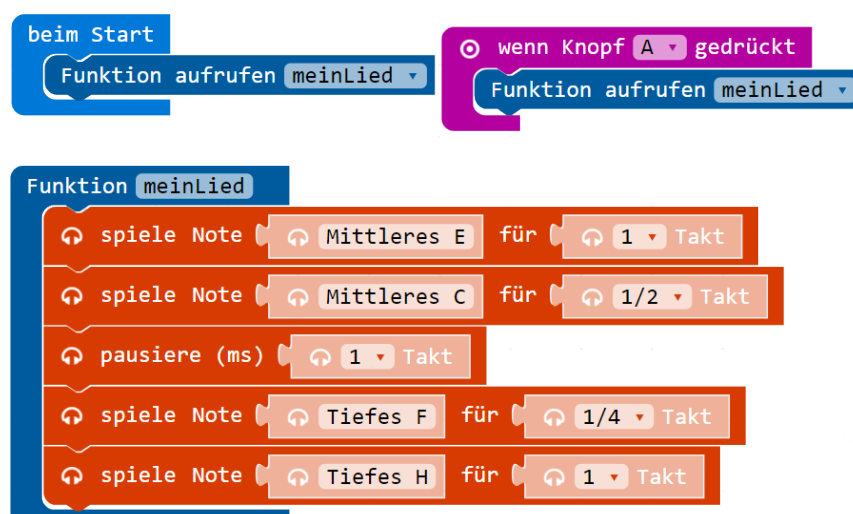 beim Start
Funktion aufrufen meinLied
wenn Knopf A gedrückt
Funktion aufrufen meinLied
Funktion meinLied
spiele Note Mittleres E für 1 Takt
spiele Note Mittleres C für 1/2 Takt
pausiere (ms) 1 Takt
spiele Note Tiefes F für 1/4 Takt
spiele Note Tiefes H für 1 Takt